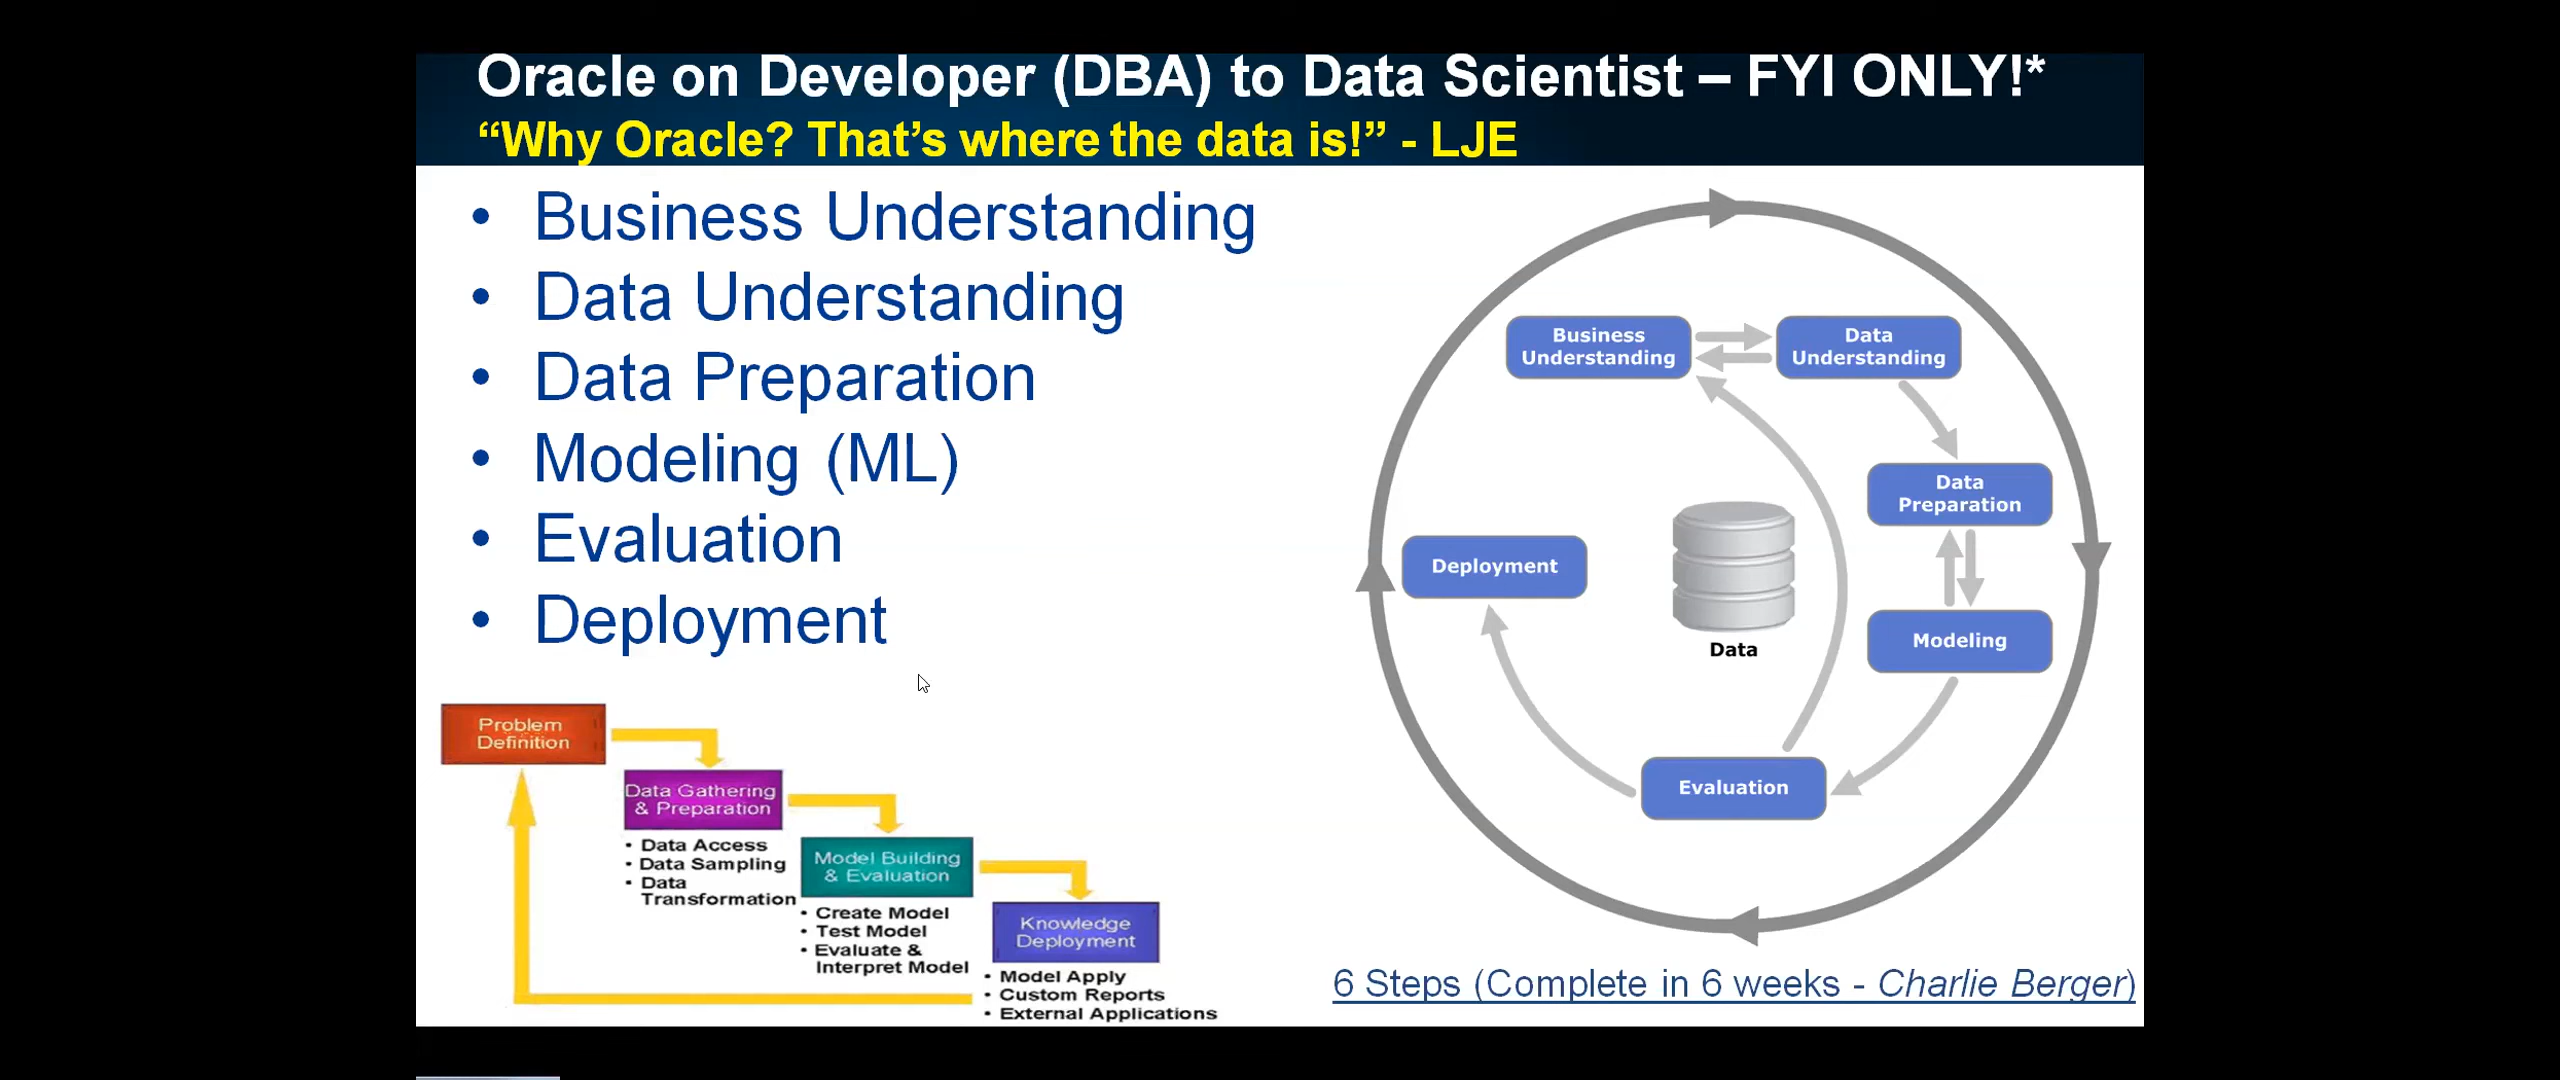 Oracle on Developer (DBA) to Data Scientist – FYI ONLY!*
“Why Oracle? That’s where the data is!” - LJE
• Business Understanding
• Data Understanding
• Data Preparation
• Modeling (ML)
• Evaluation
• Deployment
Problem
Definition
Data Gathering
& Preparation
• Data Access
• Data Sampling
• Data
Transformation
Model Building
& Evaluation
• Create Model
• Test Model
• Evaluate &
Interpret Model
Knowledge
Deployment
• Model Apply
• Custom Reports
• External Applications
Business
Understanding
Data
Understanding
Data
Preparation
Modeling
Evaluation
Deployment
Data
6 Steps (Complete in 6 weeks - Charlie Berger)